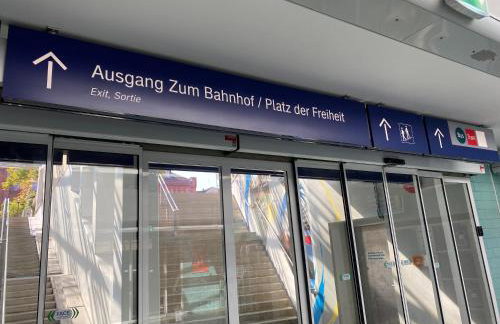 Ausgang Zum Bahnhof / Platz der Freiheit
Exit, Sortie